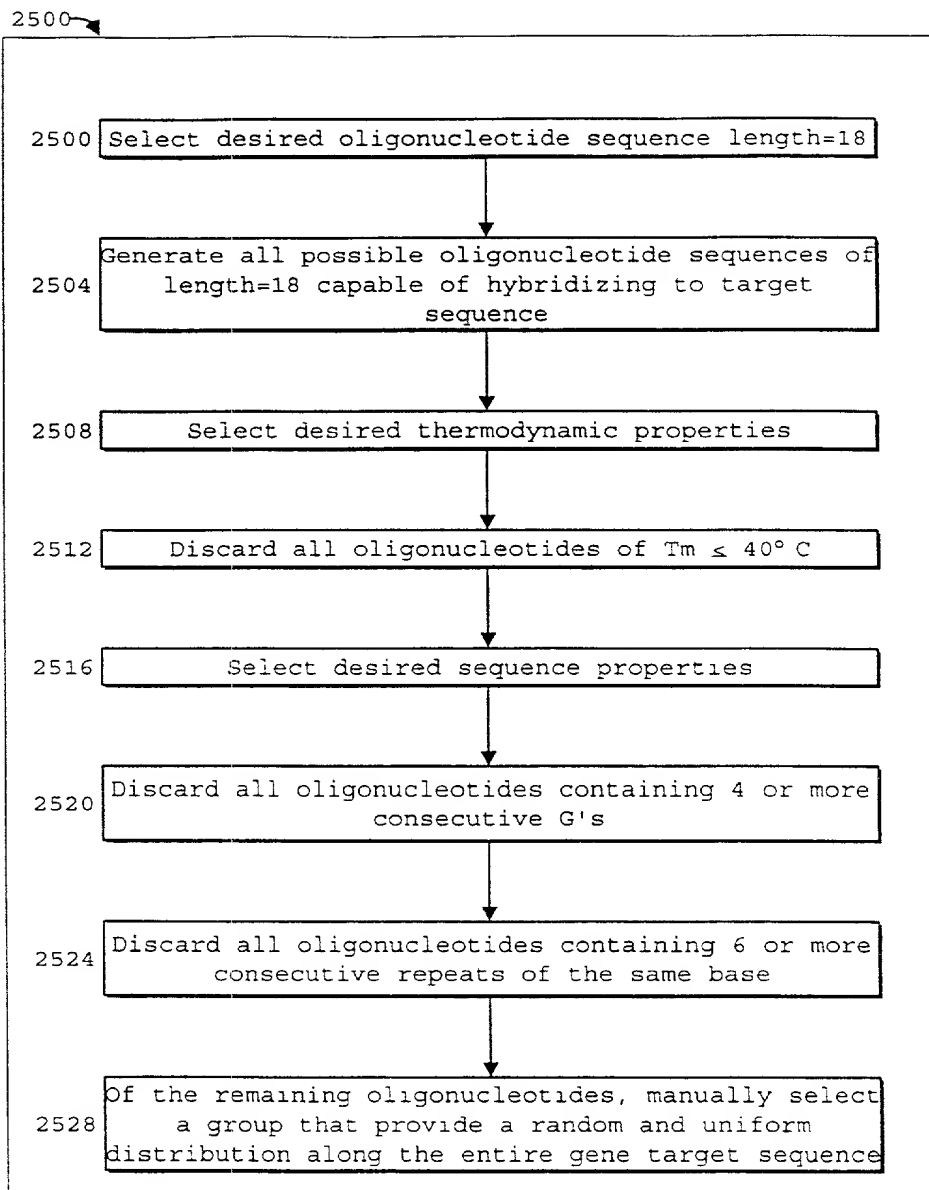 2500
2500 Select desired oligonucleotide sequence length=18
Generate all possible oligonucleotide sequences of
2504 length=18 capable of hybridizing to target
sequence
2508 Select desired thermodynamic properties
2512 Discard all oligonucleotides of Tm ≤ 40° C
2516 Select desired sequence properties
Discard all oligonucleotides containing 4 or more
2520 consecutive G's
Discard all oligonucleotides containing 6 or more
2524 consecutive repeats of the same base
Of the remaining oligonucleotides, manually select
2528 a group that provide a random and uniform
distribution along the entire gene target sequence